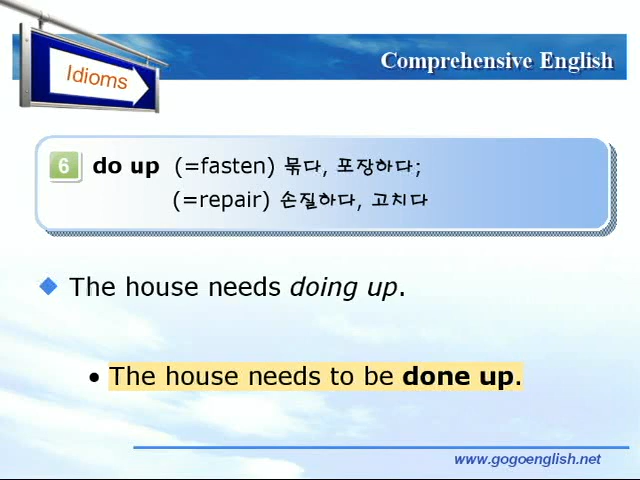 Idioms
Comprehensive English
6 do up (=fasten) 묶다, 포장하다;
(=repair) 손질하다, 고치다
The house needs doing up.
• The house needs to be done up.
www.gogoenglish.net